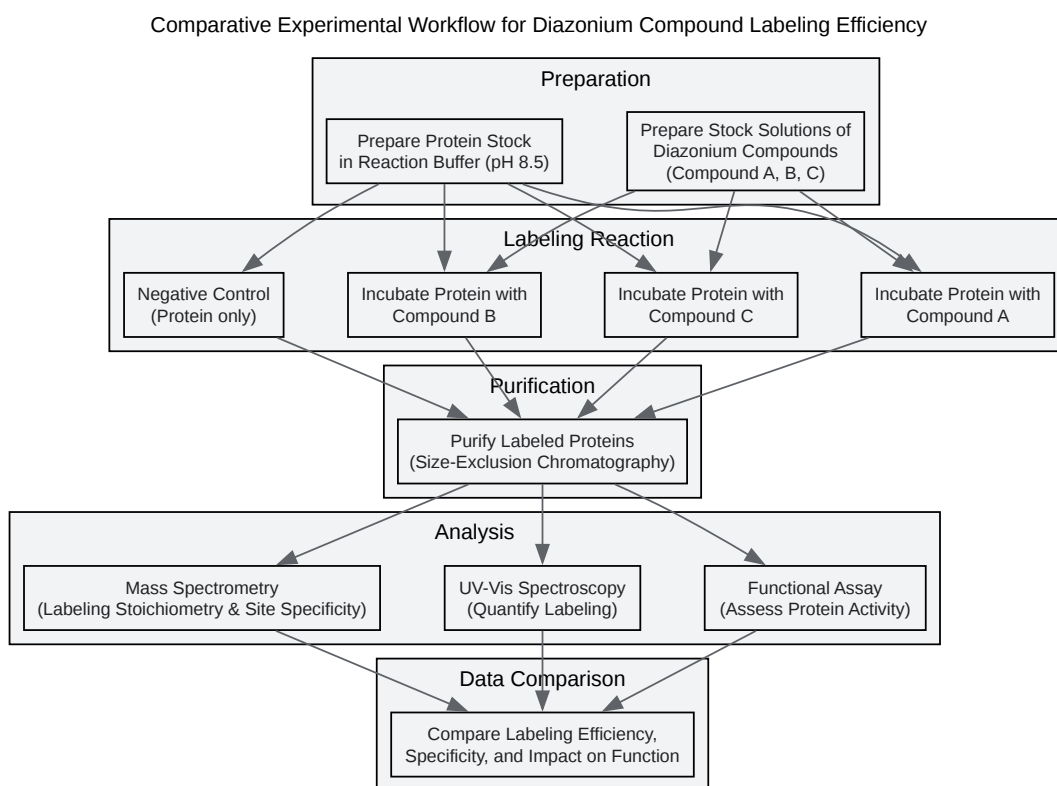 Comparative Experimental Workflow for Diazonium Compound Labeling Efficiency
Preparation
Prepare Protein Stock
in Reaction Buffer (pH 8.5)
Prepare Stock Solutions of
Diazonium Compounds
(Compound A, B, C)
Labeling Reaction
Negative Control
(Protein only)
Incubate Protein with
Compound B
Incubate Protein with
Compound C
Incubate Protein with
Compound A
Purification
Purify Labeled Proteins
(Size-Exclusion Chromatography)
Analysis
Mass Spectrometry
(Labeling Stoichiometry & Site Specificity)
UV-Vis Spectroscopy
(Quantify Labeling)
Functional Assay
(Assess Protein Activity)
Data Comparison
Compare Labeling Efficiency,
Specificity, and Impact on Function